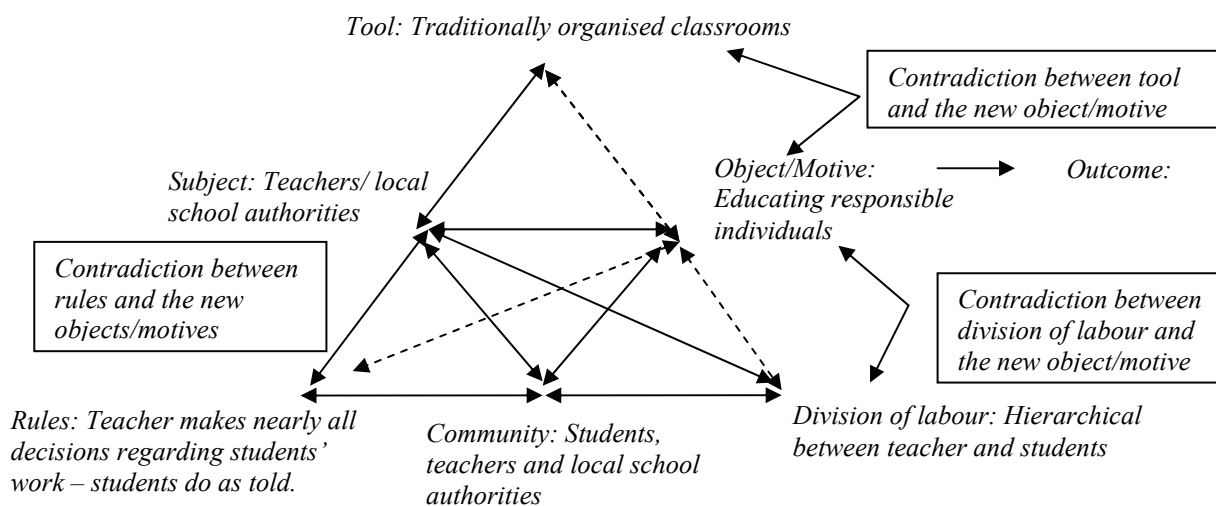 Tool: Traditionally organised classrooms
Contradiction between tool
and the new object/motive
Subject: Teachers/ local
school authorities
Object/Motive:
Educating responsible
individuals
Outcome:
Contradiction between
rules and the new
objects/motives
Contradiction between
division of labour and
the new object/motive
Rules: Teacher makes nearly all
decisions regarding students’
work – students do as told.
Community: Students,
teachers and local school
authorities
Division of labour: Hierarchical
between teacher and students